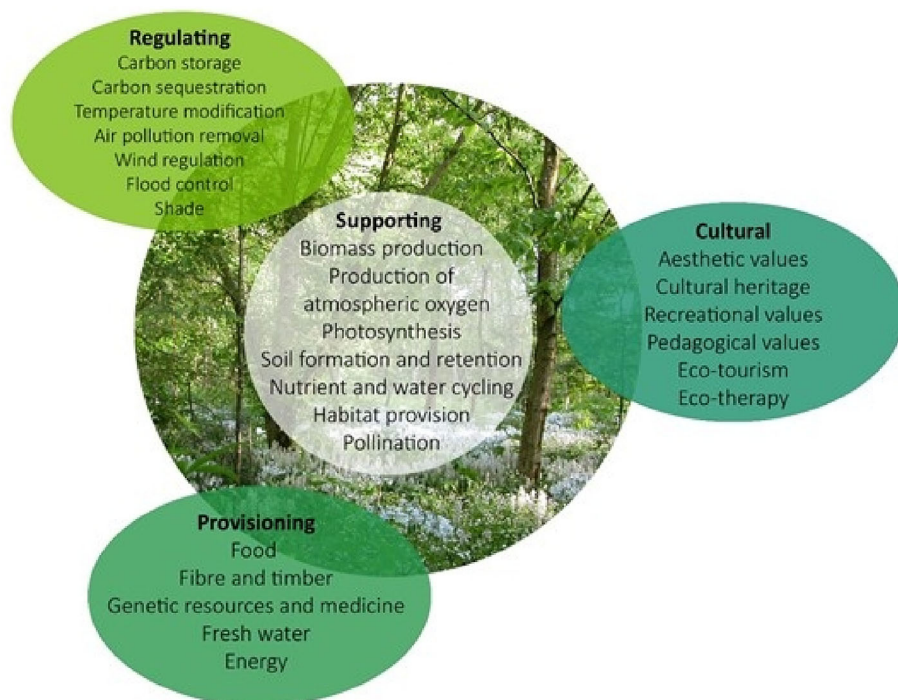 Regulating
Carbon storage
Carbon sequestration
Temperature modification
Air pollution removal
Wind regulation
Flood control
Shade
Supporting
Biomass production
Production of
atmospheric oxygen
Photosynthesis
Soil formation and retention
Nutrient and water cycling
Habitat provision
Pollination
Cultural
Aesthetic values
Cultural heritage
Recreational values
Pedagogical values
Eco-tourism
Eco-therapy
Provisioning
Food
Fibre and timber
Genetic resources and medicine
Fresh water
Energy